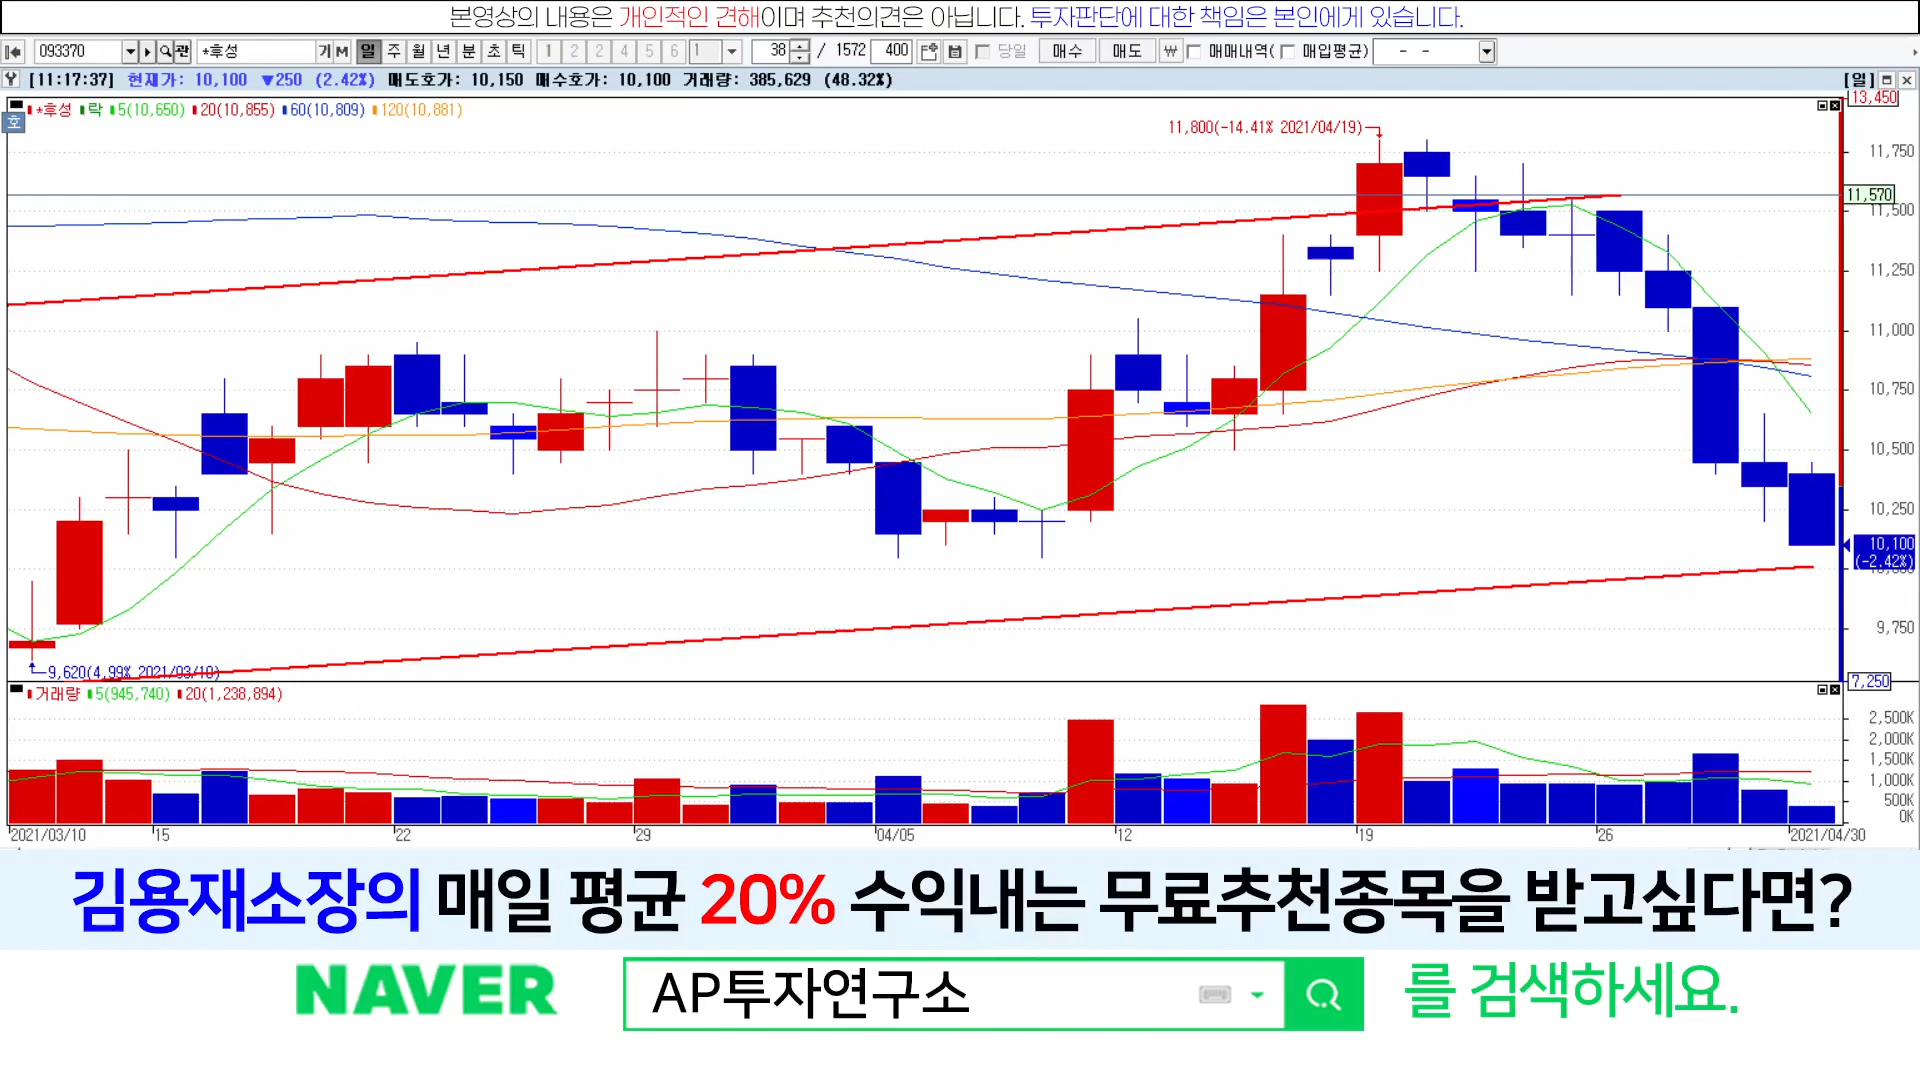 본영상의 내용은 개인적인 견해이며 추천의견은 아닙니다. 투자판단에 대한 책임은 본인에게 있습니다.
093370 관 *후성 기 M 일 주 월 년 분 초 틱 1 2 2 4 5 6 1 38 / 1572 400 당일 매수 매도 ₩ 매매내역( 매입평균) - -
[11:17:37] 현재가: 10,100 ▼250 (2.42%) 매도호가: 10,150 매수호가: 10,100 거래량: 385,629 (48.32%) [일]
*후성 락 5(10,650) 20(10,855) 60(10,809) 120(10,881)
호
13,450
11,800(-14.41% 2021/04/19)
11,750
11,570
11,500
11,250
11,000
10,750
10,500
10,250
10,100
(-2.42%)
9,750
9,620(4.99% 2021/03/10)
7,250
거래량 5(945,740) 20(1,238,894)
2,500K
2,000K
1,500K
1,000K
500K
0K
2021/03/10 15 22 29 04/05 12 19 26 2021/04/30
김용재소장의 매일 평균 20% 수익내는 무료추천종목을 받고싶다면?
NAVER AP투자연구소 를 검색하세요.